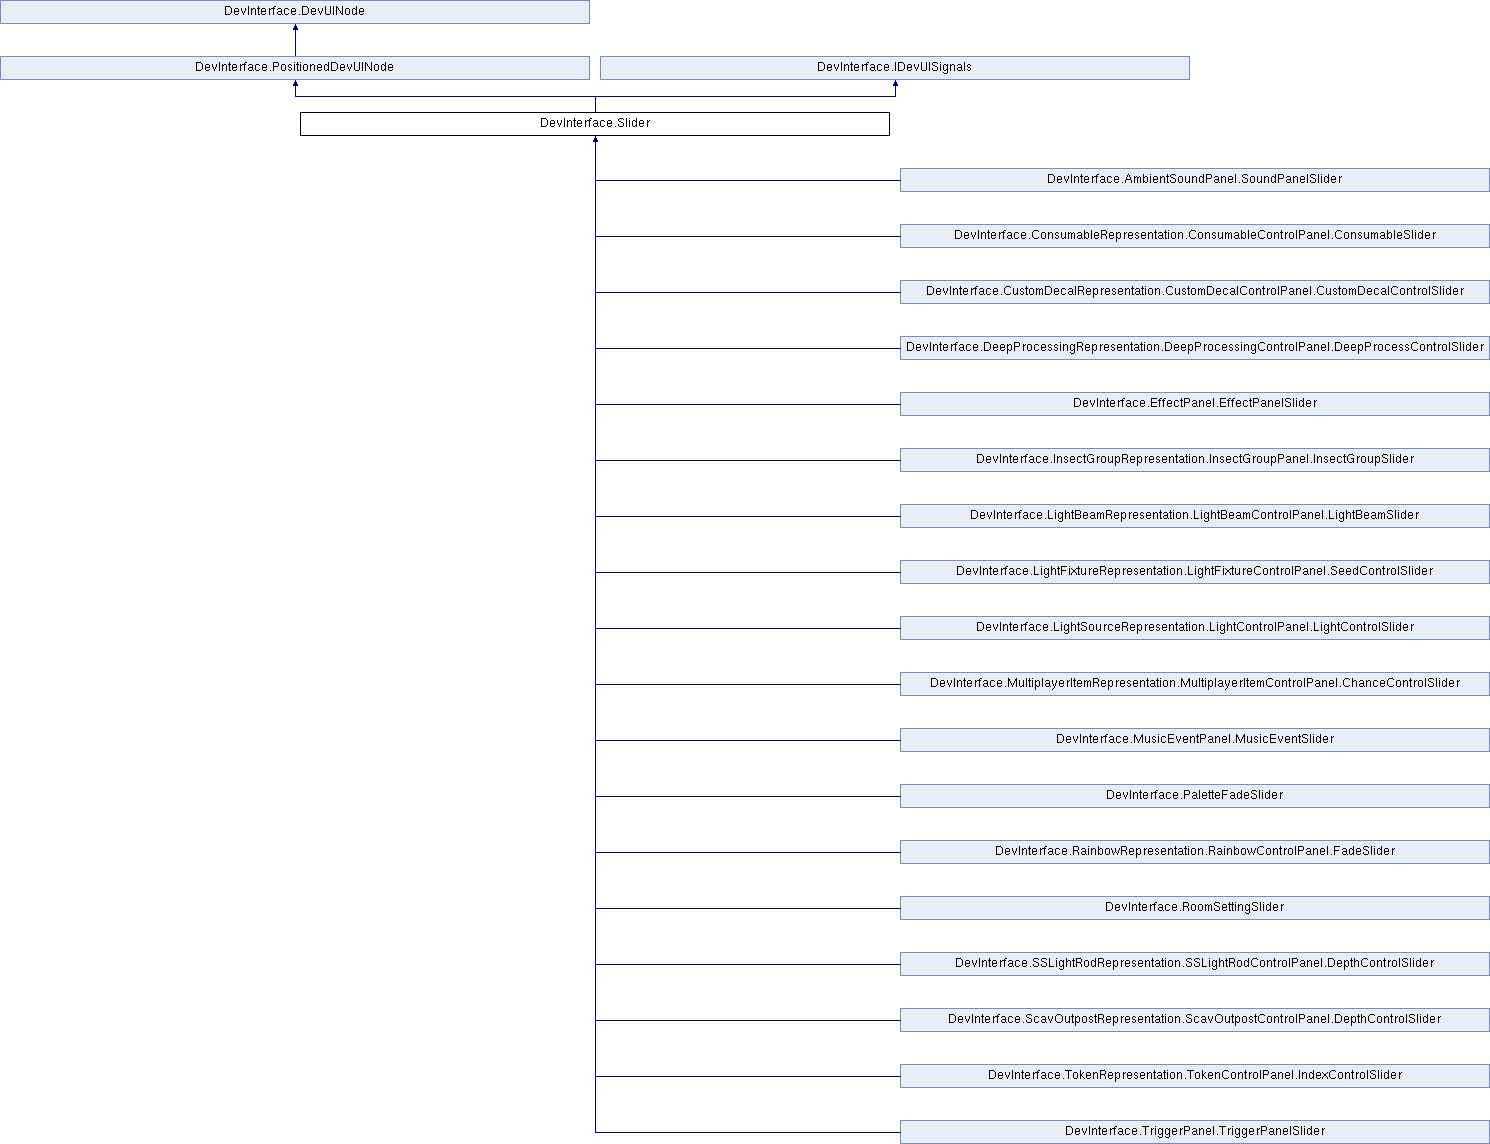 DevInterface.DevUINode
DevInterface.PositionedDevUINode
DevInterface.IDevUISignals
DevInterface.Slider
DevInterface.AmbientSoundPanel.SoundPanelSlider
DevInterface.ConsumableRepresentation.ConsumableControlPanel.ConsumableSlider
DevInterface.CustomDecalRepresentation.CustomDecalControlPanel.CustomDecalControlSlider
DevInterface.DeepProcessingRepresentation.DeepProcessingControlPanel.DeepProcessControlSlider
DevInterface.EffectPanel.EffectPanelSlider
DevInterface.InsectGroupRepresentation.InsectGroupPanel.InsectGroupSlider
DevInterface.LightBeamRepresentation.LightBeamControlPanel.LightBeamSlider
DevInterface.LightFixtureRepresentation.LightFixtureControlPanel.SeedControlSlider
DevInterface.LightSourceRepresentation.LightControlPanel.LightControlSlider
DevInterface.MultiplayerItemRepresentation.MultiplayerItemControlPanel.ChanceControlSlider
DevInterface.MusicEventPanel.MusicEventSlider
DevInterface.PaletteFadeSlider
DevInterface.RainbowRepresentation.RainbowControlPanel.FadeSlider
DevInterface.RoomSettingSlider
DevInterface.SSLightRodRepresentation.SSLightRodControlPanel.DepthControlSlider
DevInterface.ScavOutpostRepresentation.ScavOutpostControlPanel.DepthControlSlider
DevInterface.TokenRepresentation.TokenControlPanel.IndexControlSlider
DevInterface.TriggerPanel.TriggerPanelSlider